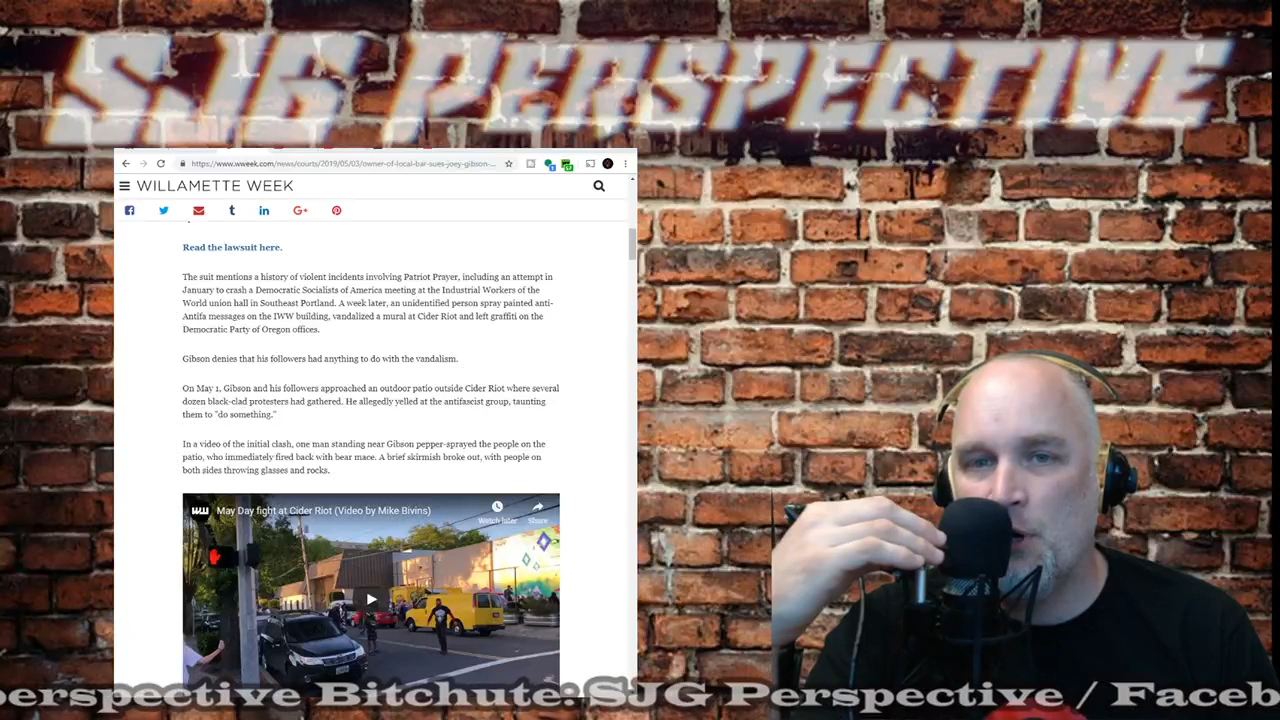 SJG PERSPECTIVE
https://www.wweek.com/news/courts/2019/05/03/owner-of-local-bar-sues-joey-gibson-...
WILLAMETTE WEEK
Read the lawsuit here.
The suit mentions a history of violent incidents involving Patriot Prayer, including an attempt in
January to crash a Democratic Socialists of America meeting at the Industrial Workers of the
World union hall in Southeast Portland. A week later, an unidentified person spray painted anti-
Antifa messages on the IWW building, vandalized a mural at Cider Riot and left graffiti on the
Democratic Party of Oregon offices.
Gibson denies that his followers had anything to do with the vandalism.
On May 1, Gibson and his followers approached an outdoor patio outside Cider Riot where several
dozen black-clad protesters had gathered. He allegedly yelled at the antifascist group, taunting
them to "do something."
In a video of the initial clash, one man standing near Gibson pepper-sprayed the people on the
patio, who immediately fired back with bear mace. A brief skirmish broke out, with people on
both sides throwing glasses and rocks.
May Day fight at Cider Riot (Video by Mike Bivins)
Watch later
Share
erspective Bitchute: SJG Perspective / Faceb